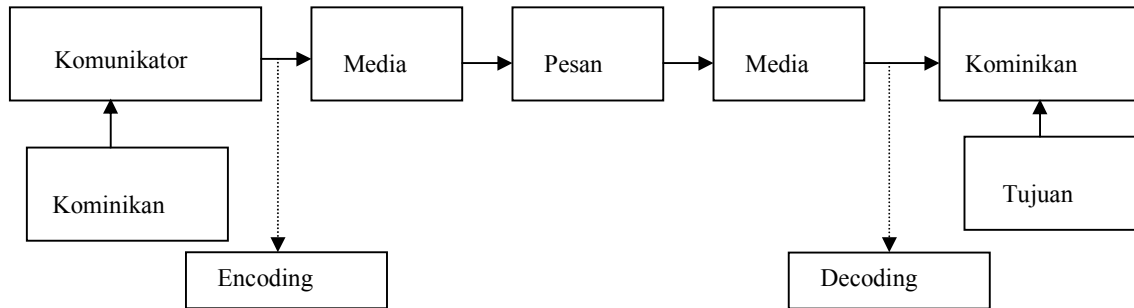 Komunikator
Media
Pesan
Media
Kominikan
Kominikan
Tujuan
Encoding
Decoding